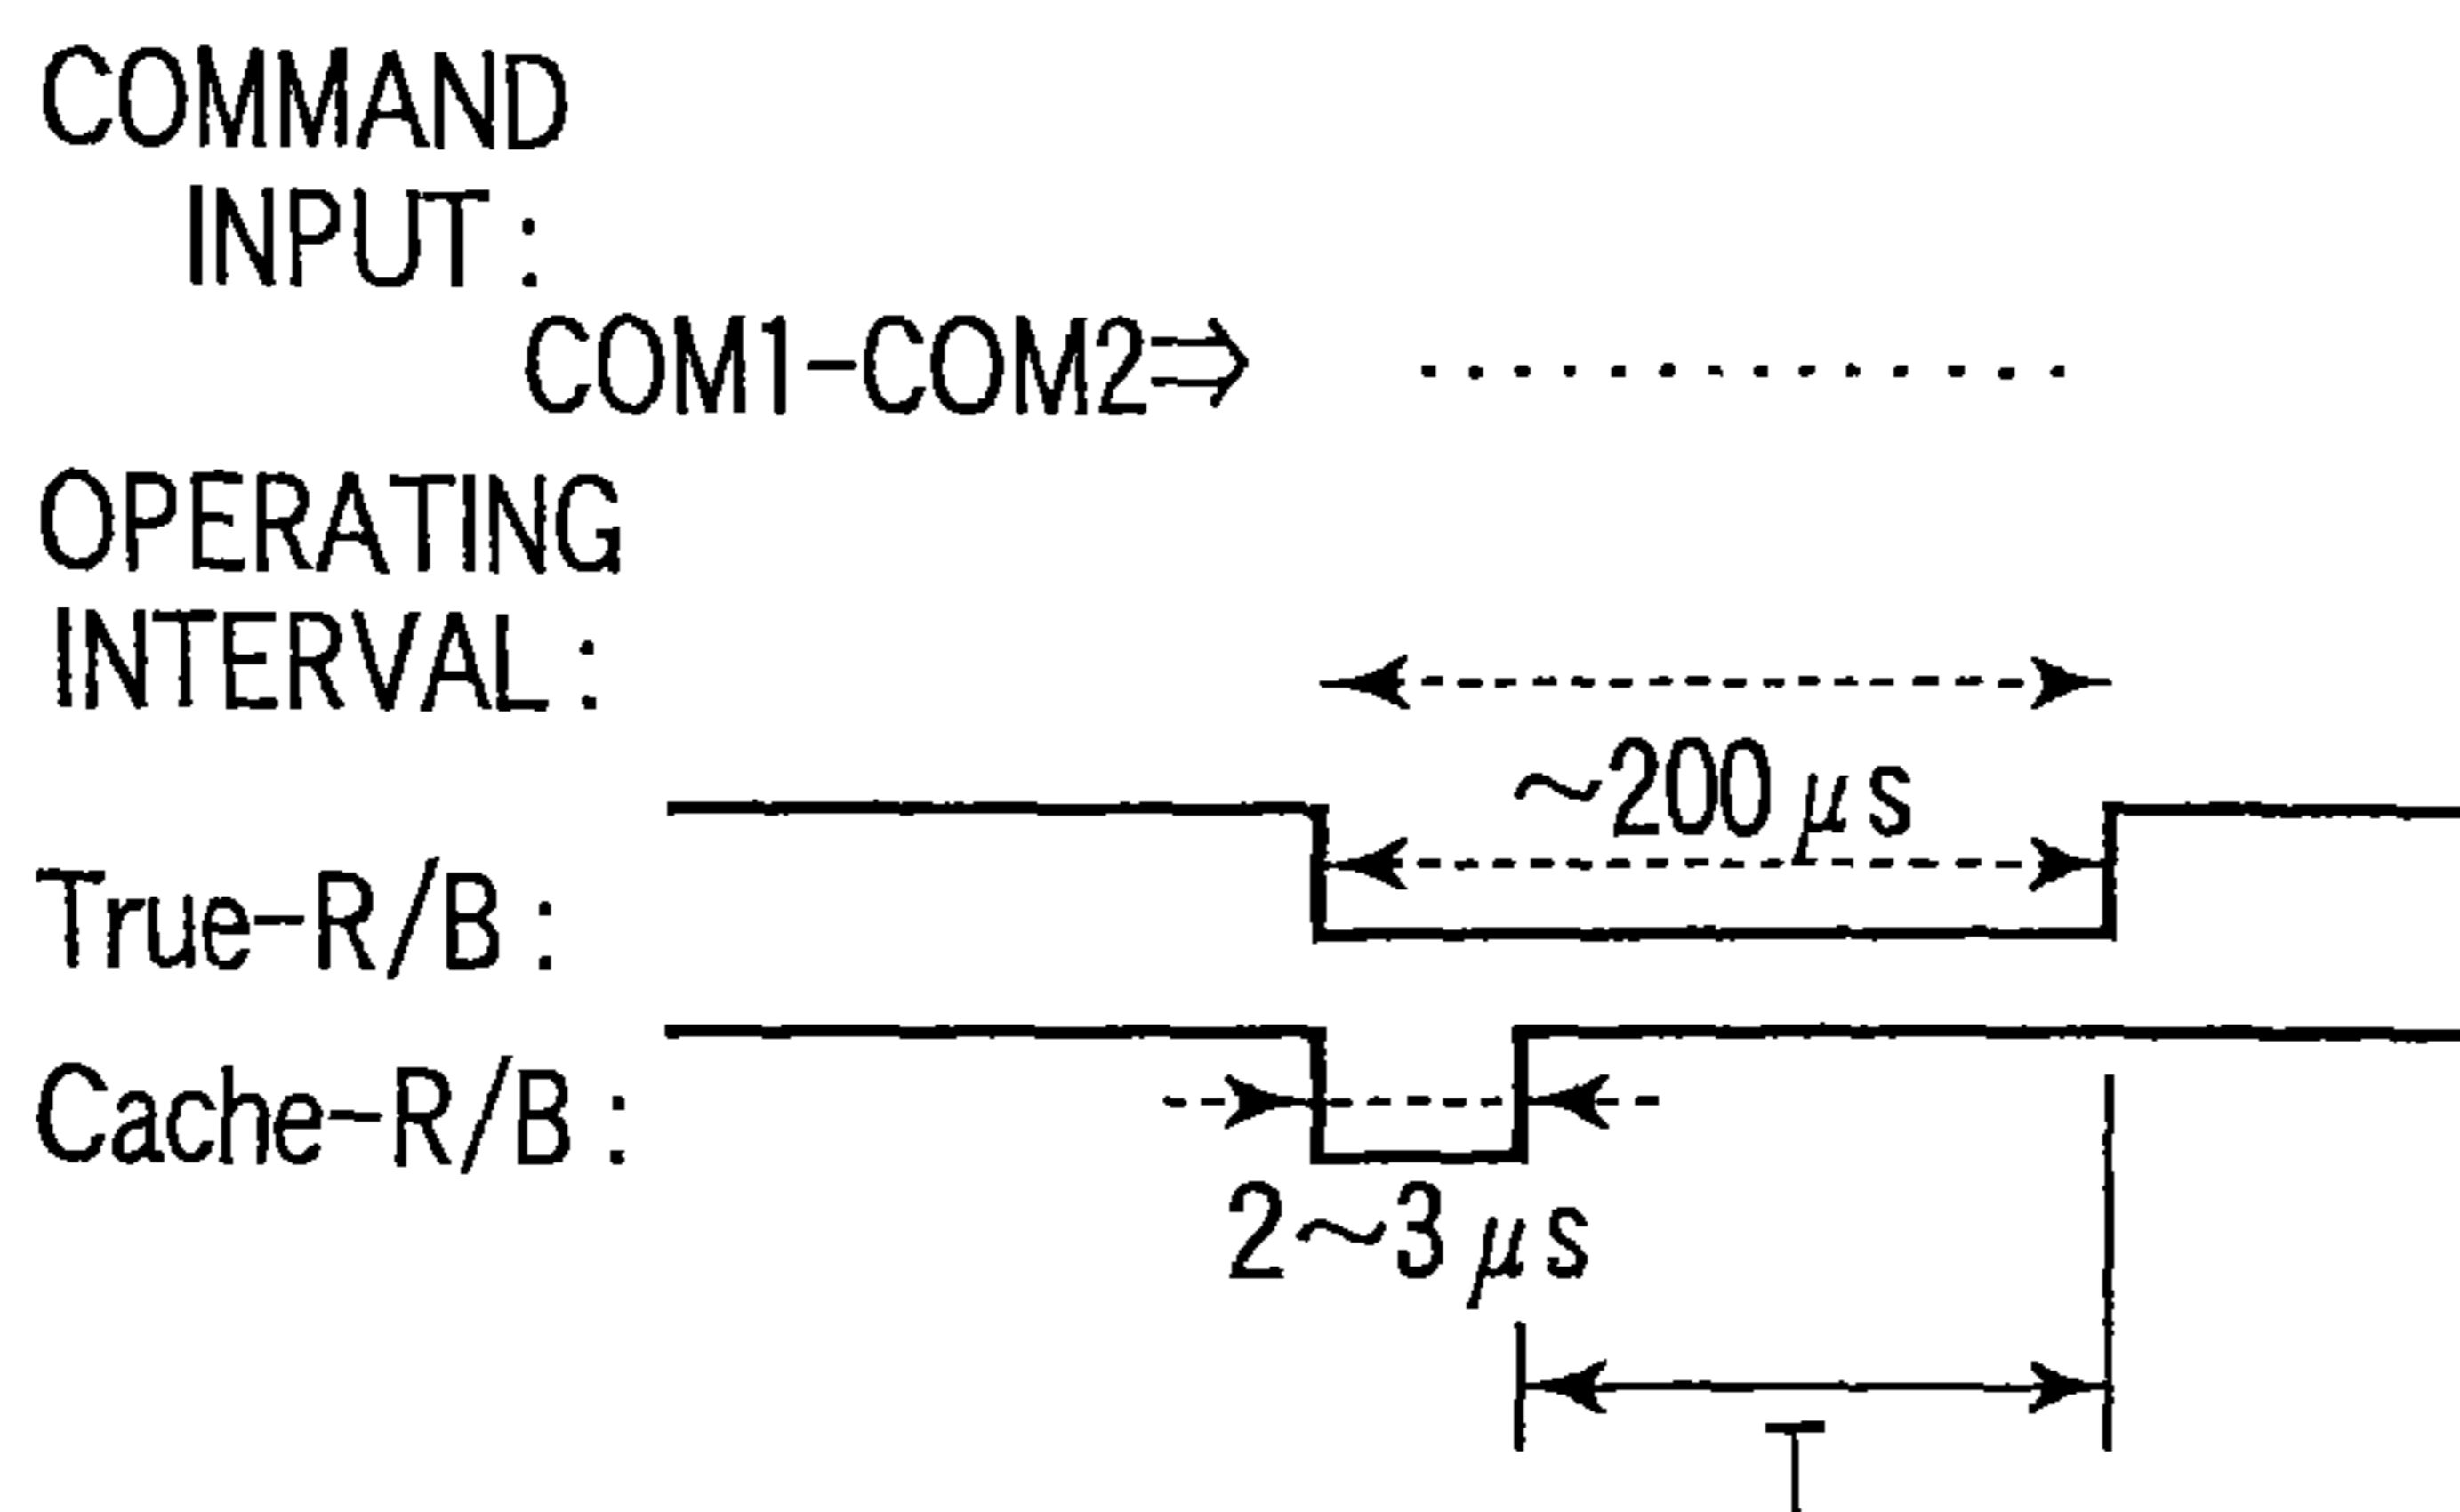 COMMAND
INPUT :
COM1-COM2⇒ ..............
OPERATING
INTERVAL :
~200μs
True-R/B :
Cache-R/B :
2~3μs
T